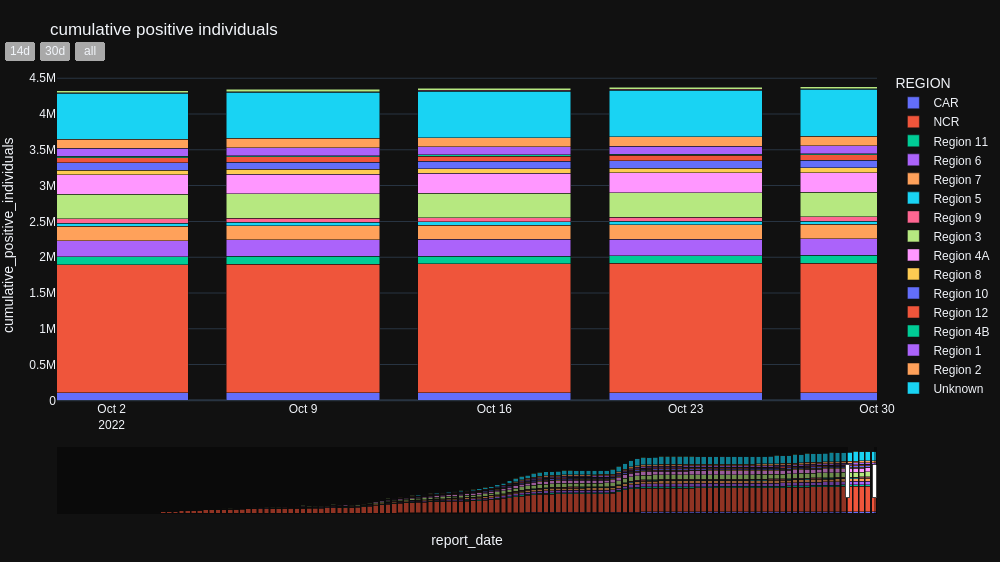 cumulative positive individuals
14d 30d all
cumulative_positive_individuals
4.5M
4M
3.5M
3M
2.5M
2M
1.5M
1M
0.5M
0
Oct 2 Oct 9 Oct 16 Oct 23 Oct 30
2022
report_date
REGION
CAR
NCR
Region 11
Region 6
Region 7
Region 5
Region 9
Region 3
Region 4A
Region 8
Region 10
Region 12
Region 4B
Region 1
Region 2
Unknown